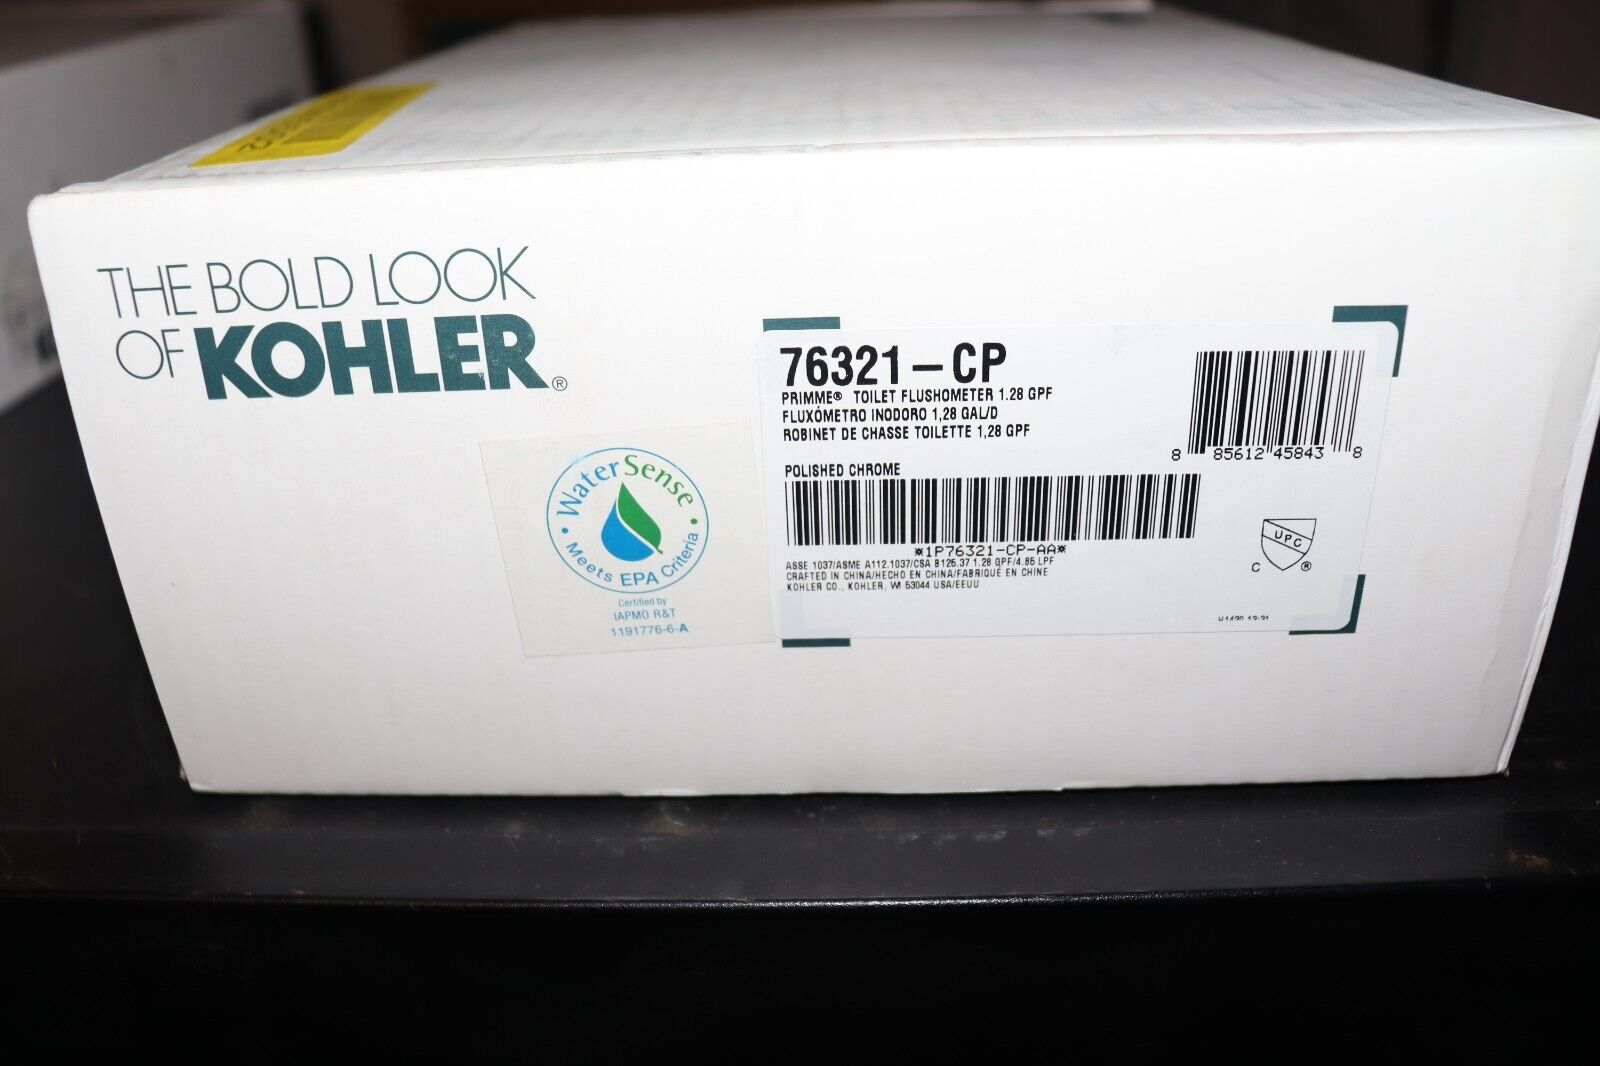 THE BOLD LOOK
OF KOHLER®
WaterSense
Meets EPA Criteria
Certified by
IAPMO R&T
1191776-6-A
76321-CP
PRIMME® TOILET FLUSHOMETER 1.28 GPF
FLUXÓMETRO INODORO 1,28 GAL/D
ROBINET DE CHASSE TOILETTE 1,28 GPF
8 85612 45843 8
POLISHED CHROME
*1P76321-CP-AA*
ASSE 1037/ASME A112.1037/CSA B125.37 1.28 GPF/4.85 LPF
CRAFTED IN CHINA/HECHO EN CHINA/FABRIQUÉ EN CHINE
KOHLER CO., KOHLER, WI 53044 USA/EEUU
UPC
C ®